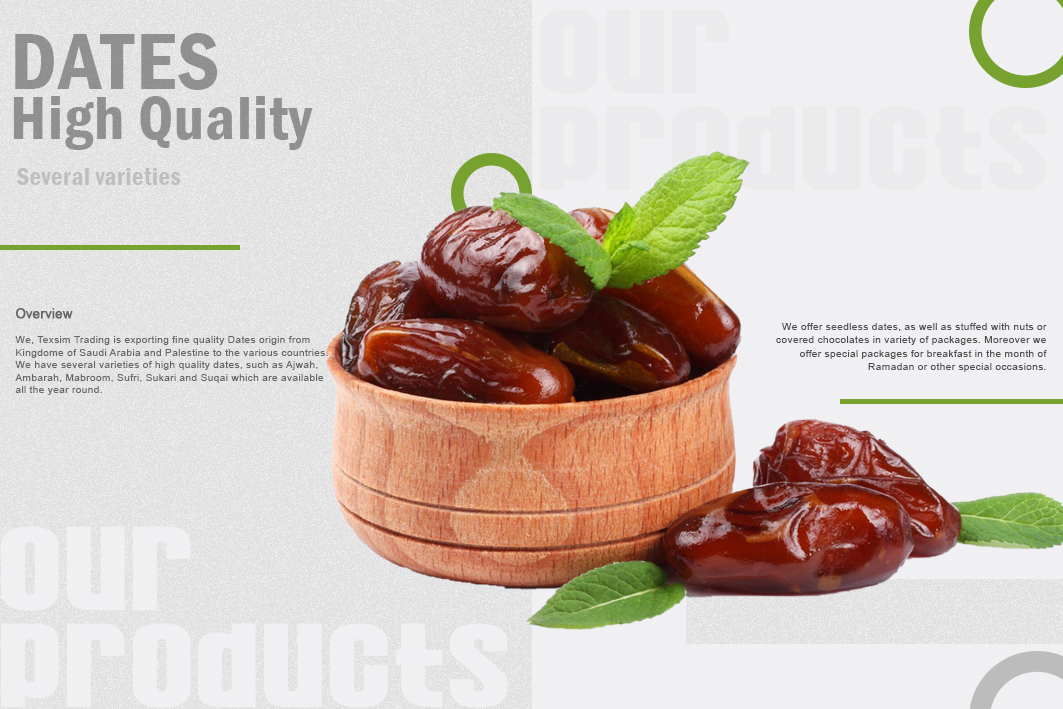 DATES
High Quality
Several varieties
our
products
Overview
We, Texsim Trading is exporting fine quality Dates origin from
Kingdome of Saudi Arabia and Palestine to the various countries.
We have several varieties of high quality dates, such as Ajwah,
Ambarah, Mabroom, Sufri, Sukari and Suqai which are available
all the year round.
We offer seedless dates, as well as stuffed with nuts or
covered chocolates in variety of packages. Moreover we
offer special packages for breakfast in the month of
Ramadan or other special occasions.
our
products